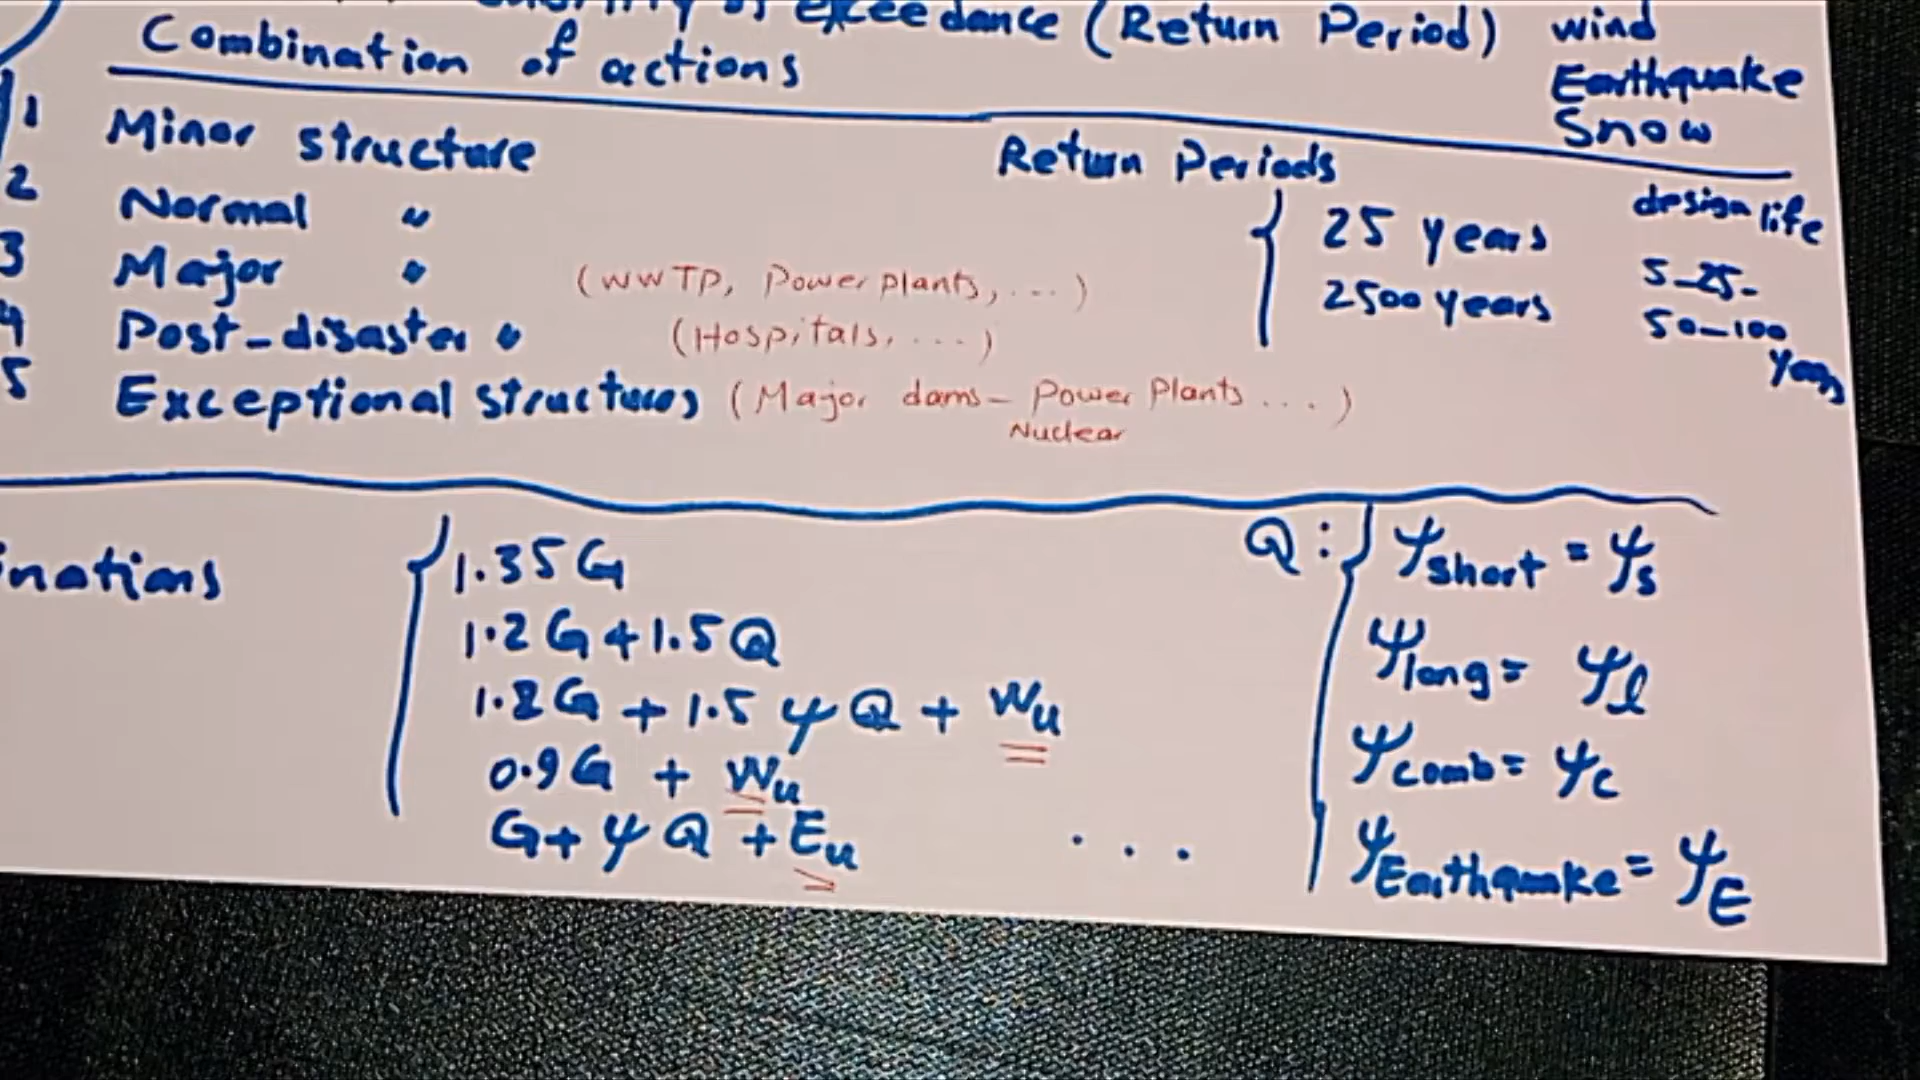 of exceedance (Return Period) wind
Combination of actions Earthquake
Snow
1 Minor structure Return Periods
2 Normal " 25 years design life
3 Major " (WWTP, Power plants, ...) 2500 years 5-25-
4 Post-disaster " (Hospitals, ...) 50-100
5 Exceptional structures (Major dams - Power Plants ...) years
Nuclear
1.35G Q: ψshort = ψs
1.2G+1.5Q ψlong = ψl
1.2G + 1.5 ψ Q + Wu ψcomb = ψc
0.9G + Wu
G+ ψ Q + Eu ... ψEarthquake = ψE